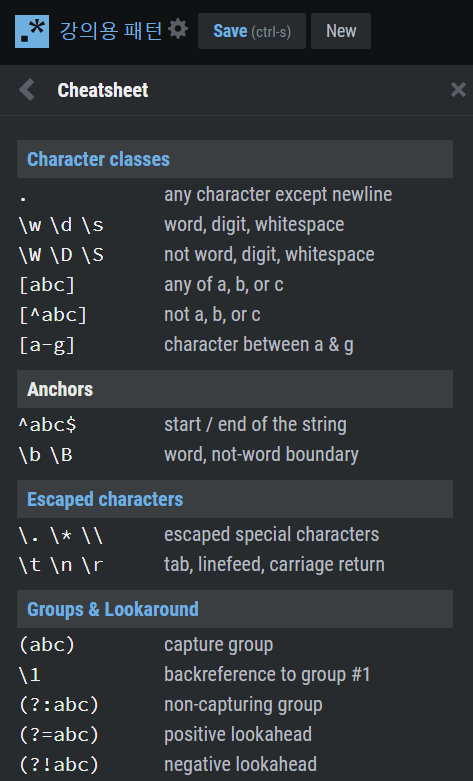 .* 강의용 패턴 Save (ctrl-s) New
Cheatsheet
Character classes
. any character except newline
\w \d \s word, digit, whitespace
\W \D \S not word, digit, whitespace
[abc] any of a, b, or c
[^abc] not a, b, or c
[a-g] character between a & g
Anchors
^abc$ start / end of the string
\b \B word, not-word boundary
Escaped characters
\. \* \\ escaped special characters
\t \n \r tab, linefeed, carriage return
Groups & Lookaround
(abc) capture group
\1 backreference to group #1
(?:abc) non-capturing group
(?=abc) positive lookahead
(?!abc) negative lookahead